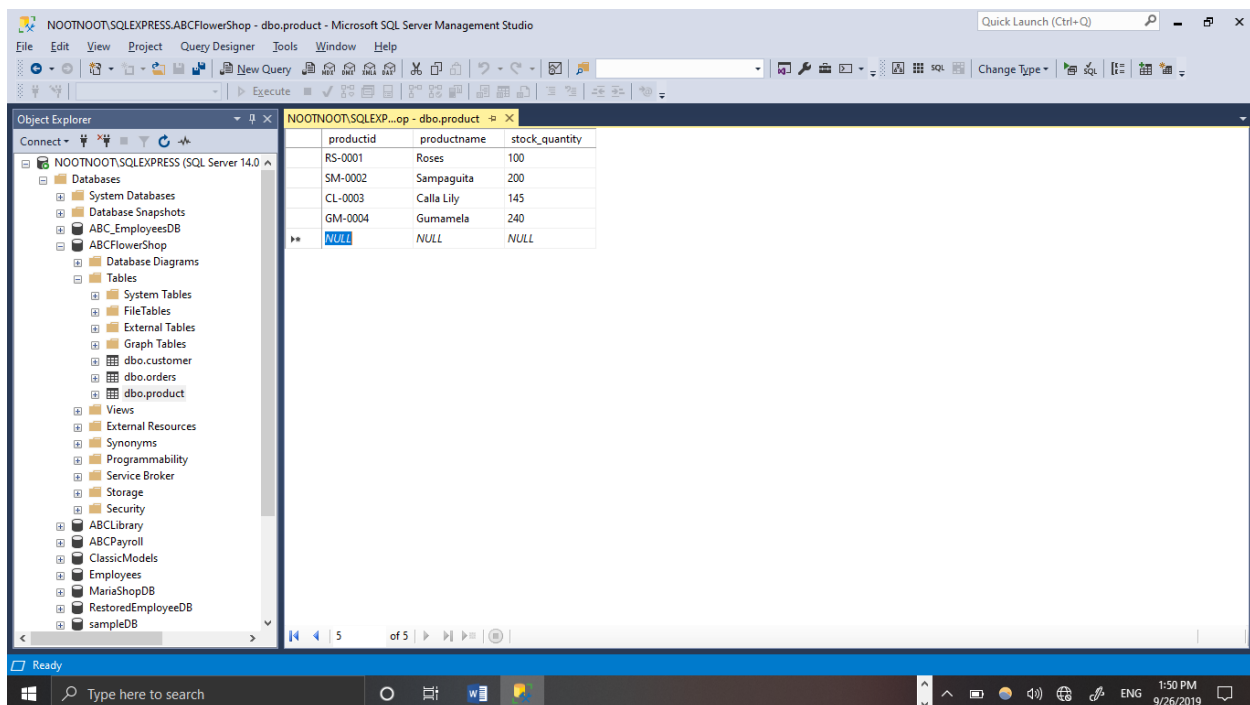 NOOTNOOT\SQLEXPRESS.ABCFlowerShop - dbo.product - Microsoft SQL Server Management Studio
Quick Launch (Ctrl+Q)
File Edit View Project Query Designer Tools Window Help
New Query MDX DMX XMLA DAX SQL Change Type
Execute
Object Explorer
Connect
NOOTNOOT\SQLEXPRESS (SQL Server 14.0
Databases
System Databases
Database Snapshots
ABC_EmployeesDB
ABCFlowerShop
Database Diagrams
Tables
System Tables
FileTables
External Tables
Graph Tables
dbo.customer
dbo.orders
dbo.product
Views
External Resources
Synonyms
Programmability
Service Broker
Storage
Security
ABCLibrary
ABCPayroll
ClassicModels
Employees
MariaShopDB
RestoredEmployeeDB
sampleDB
NOOTNOOT\SQLEXP...op - dbo.product
productid productname stock_quantity
RS-0001 Roses 100
SM-0002 Sampaguita 200
CL-0003 Calla Lily 145
GM-0004 Gumamela 240
NULL NULL NULL
5 of 5
Ready
Type here to search
ENG
1:50 PM
9/26/2019